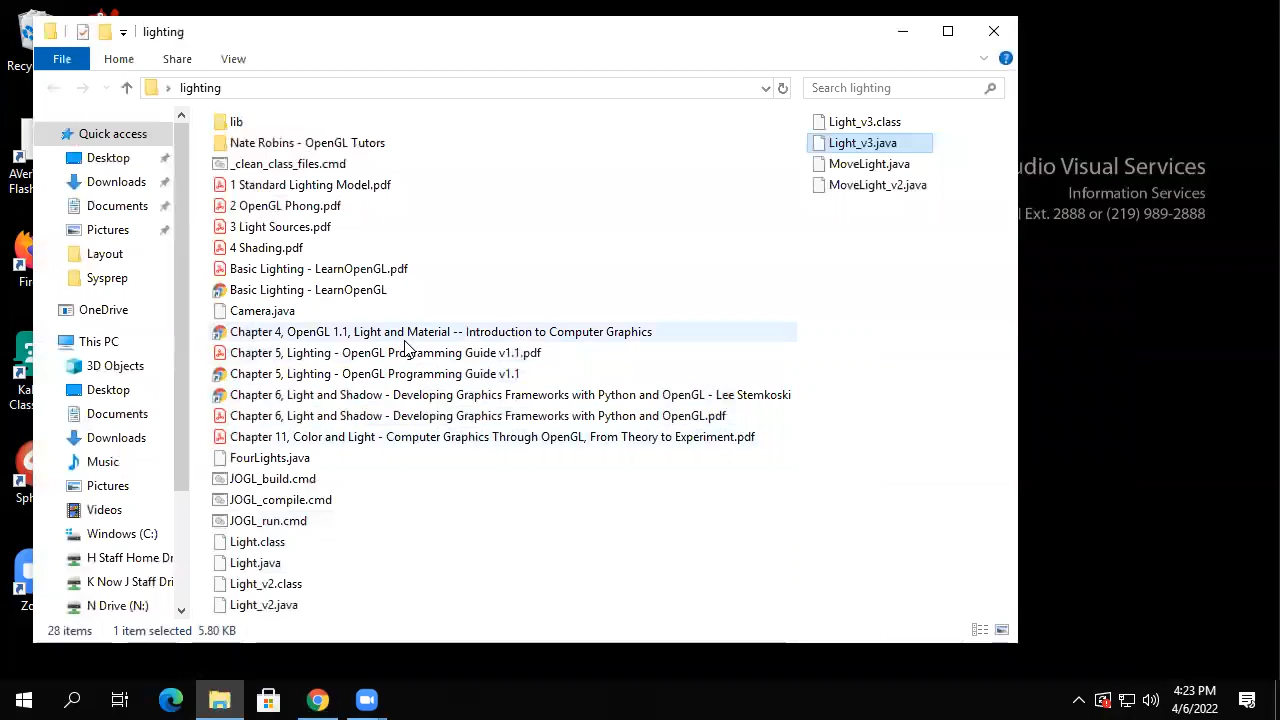 lighting
File
Home
Share
View
lighting
Search lighting
Quick access
Desktop
Downloads
Documents
Pictures
Layout
Sysprep
OneDrive
This PC
3D Objects
Desktop
Documents
Downloads
Music
Pictures
Videos
Windows (C:)
H Staff Home Dr
K Now J Staff Dri
N Drive (N:)
lib
Nate Robins - OpenGL Tutors
_clean_class_files.cmd
1 Standard Lighting Model.pdf
2 OpenGL Phong.pdf
3 Light Sources.pdf
4 Shading.pdf
Basic Lighting - LearnOpenGL.pdf
Basic Lighting - LearnOpenGL
Camera.java
Chapter 4, OpenGL 1.1, Light and Material -- Introduction to Computer Graphics
Chapter 5, Lighting - OpenGL Programming Guide v1.1.pdf
Chapter 5, Lighting - OpenGL Programming Guide v1.1
Chapter 6, Light and Shadow - Developing Graphics Frameworks with Python and OpenGL - Lee Stemkoski
Chapter 6, Light and Shadow - Developing Graphics Frameworks with Python and OpenGL.pdf
Chapter 11, Color and Light - Computer Graphics Through OpenGL, From Theory to Experiment.pdf
FourLights.java
JOGL_build.cmd
JOGL_compile.cmd
JOGL_run.cmd
Light.class
Light.java
Light_v2.class
Light_v2.java
Light_v3.class
Light_v3.java
MoveLight.java
MoveLight_v2.java
28 items
1 item selected 5.80 KB
Recy
AVer
Flash
Fir
Kal
Class
Sph
Zo
udio Visual Services
Information Services
l Ext. 2888 or (219) 989-2888
4:23 PM
4/6/2022